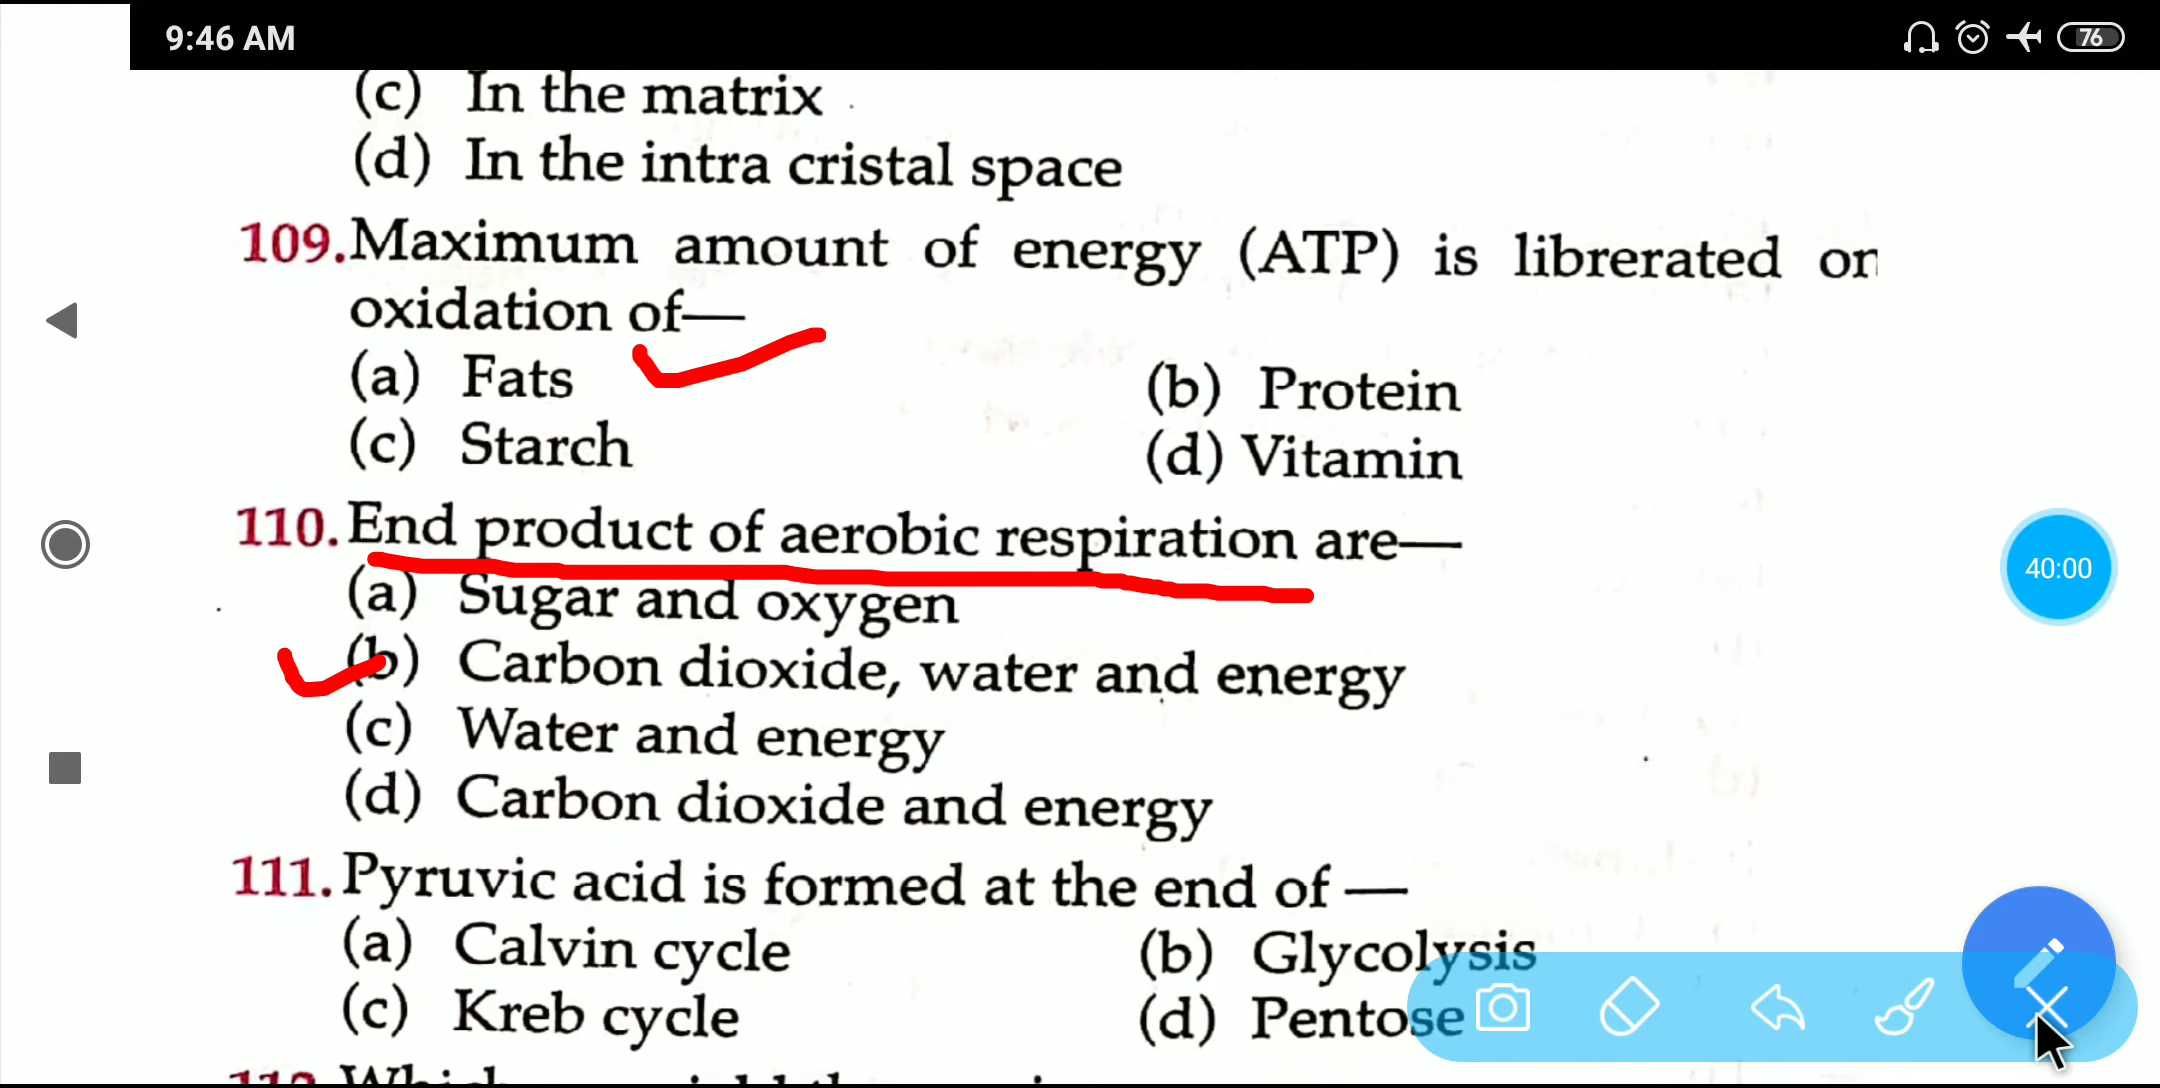 9:46 AM
76
(c) In the matrix
(d) In the intra cristal space
109. Maximum amount of energy (ATP) is librerated on
oxidation of—
(a) Fats (b) Protein
(c) Starch (d) Vitamin
110. End product of aerobic respiration are—
(a) Sugar and oxygen
40:00
(b) Carbon dioxide, water and energy
(c) Water and energy
(d) Carbon dioxide and energy
111. Pyruvic acid is formed at the end of —
(a) Calvin cycle (b) Glycolysis
(c) Kreb cycle (d) Pentose